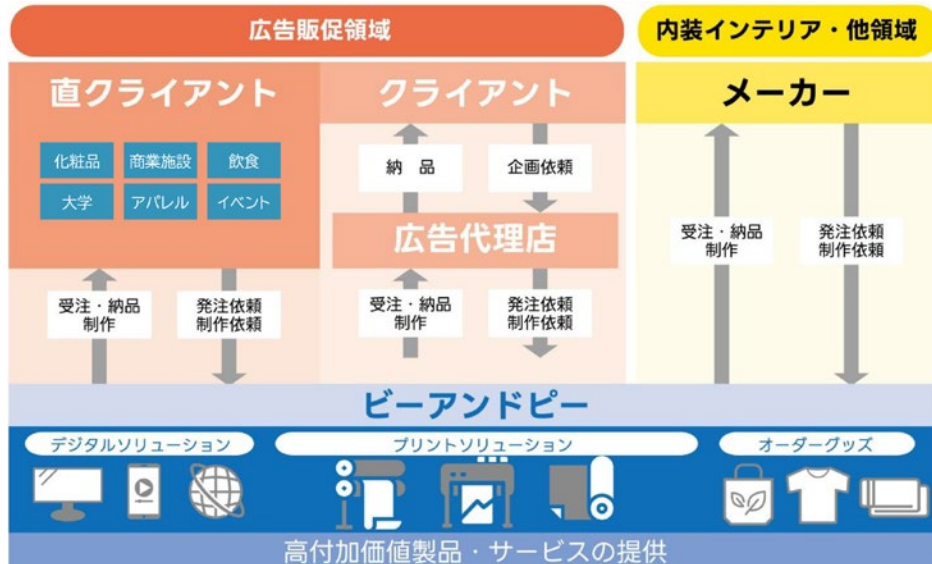 広告販促領域
内装インテリア・他領域
直クライアント
化粧品
商業施設
飲食
大学
アパレル
イベント
受注・納品
制作
発注依頼
制作依頼
クライアント
納 品
企画依頼
広告代理店
受注・納品
制作
発注依頼
制作依頼
メーカー
受注・納品
制作
発注依頼
制作依頼
ビーアンドピー
デジタルソリューション
プリントソリューション
オーダーグッズ
高付加価値製品・サービスの提供